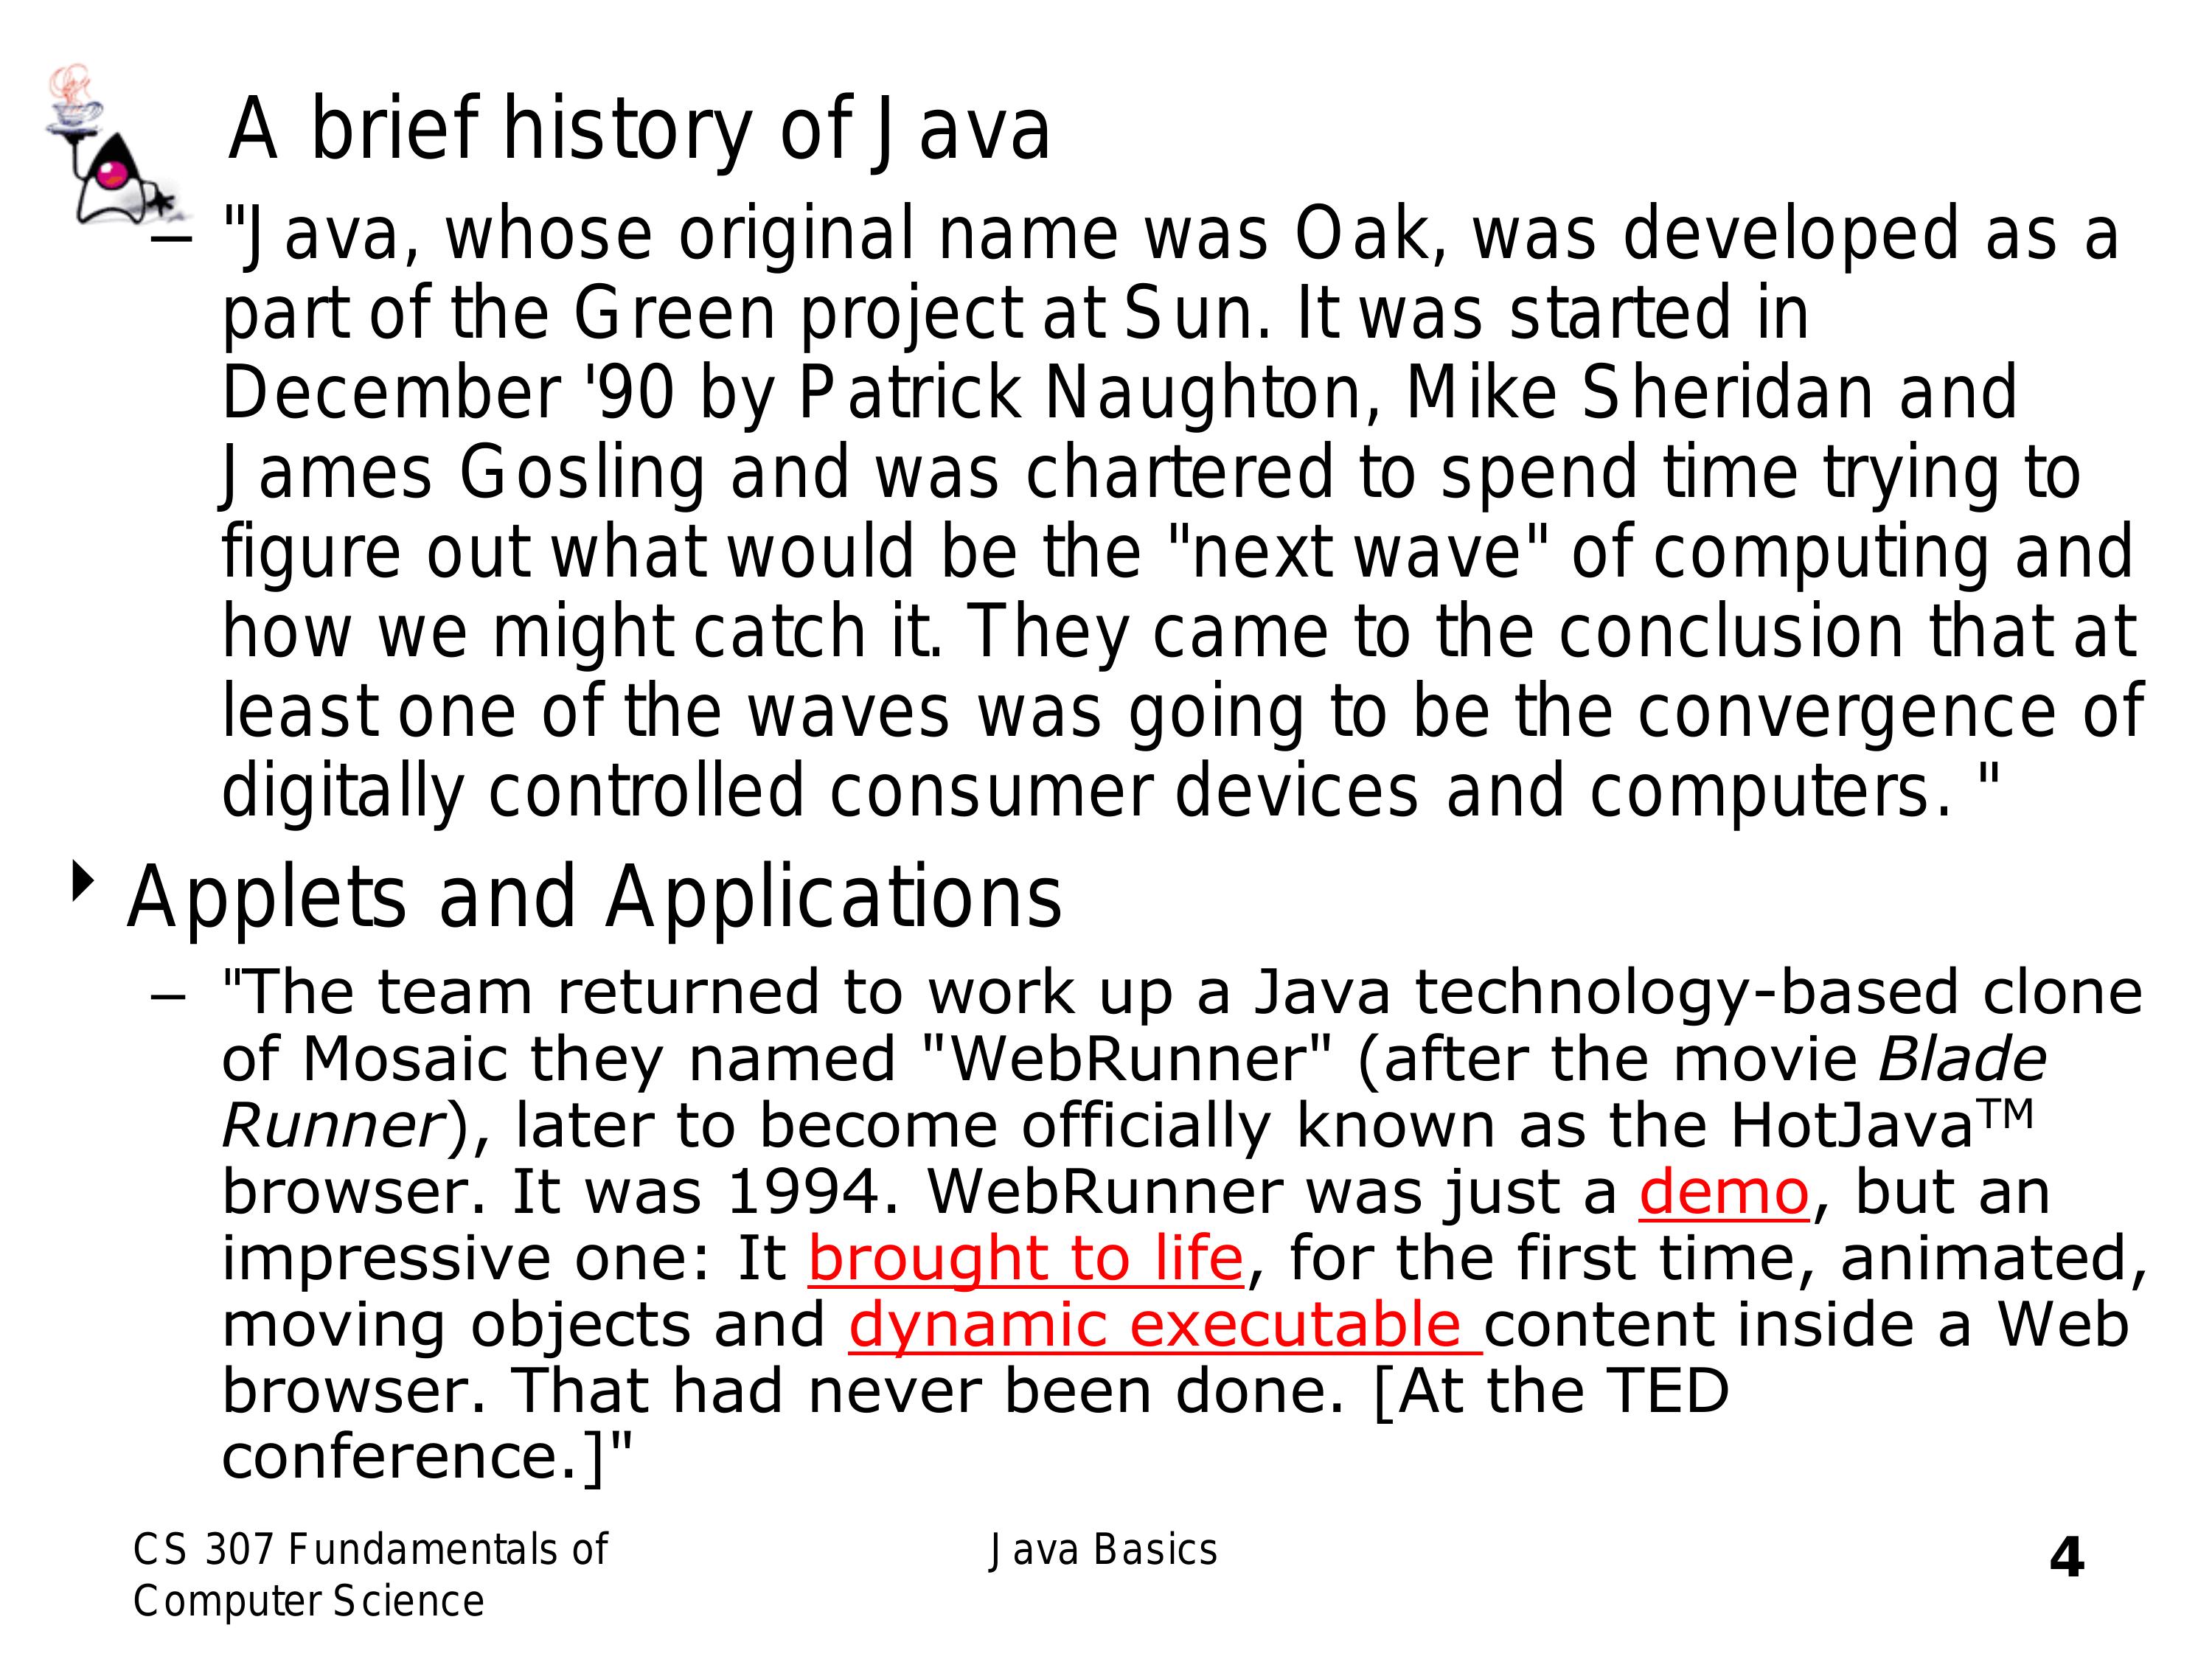 A brief history of Java
– "Java, whose original name was Oak, was developed as a
part of the Green project at Sun. It was started in
December '90 by Patrick Naughton, Mike Sheridan and
James Gosling and was chartered to spend time trying to
figure out what would be the "next wave" of computing and
how we might catch it. They came to the conclusion that at
least one of the waves was going to be the convergence of
digitally controlled consumer devices and computers. "
Applets and Applications
– "The team returned to work up a Java technology-based clone
of Mosaic they named "WebRunner" (after the movie Blade
Runner), later to become officially known as the HotJava™
browser. It was 1994. WebRunner was just a demo, but an
impressive one: It brought to life, for the first time, animated,
moving objects and dynamic executable content inside a Web
browser. That had never been done. [At the TED
conference.]"
CS 307 Fundamentals of
Computer Science
Java Basics
4